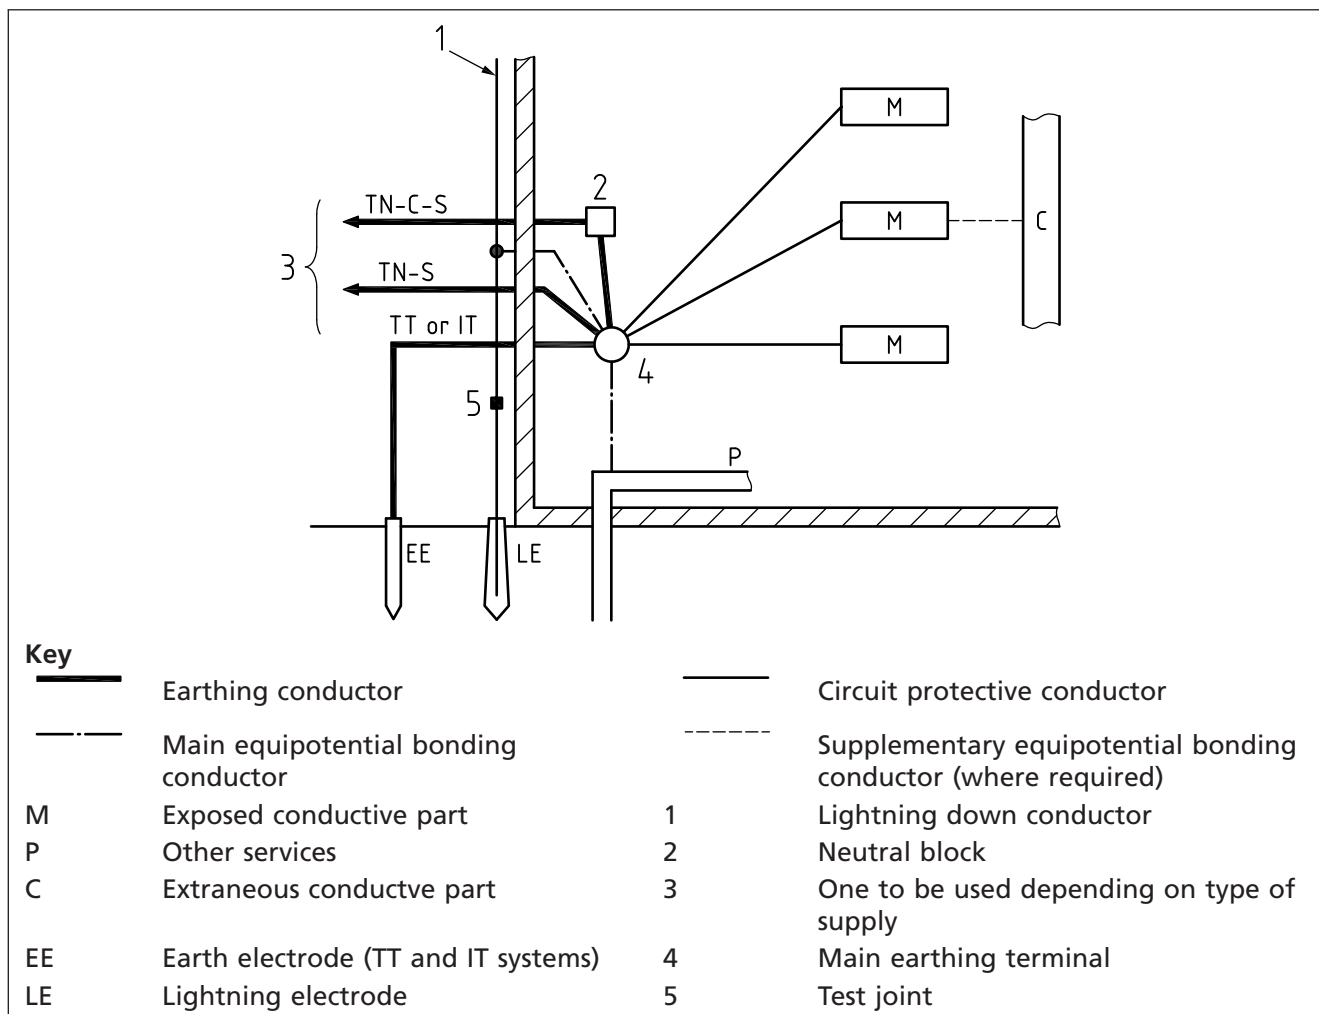 1
M
2
TN-C-S
M
C
3
TN-S
TT or IT
M
4
5
P
EE
LE
Key
Earthing conductor
Circuit protective conductor
Main equipotential bonding
conductor
Supplementary equipotential bonding
conductor (where required)
M Exposed conductive part
1 Lightning down conductor
P Other services
2 Neutral block
C Extraneous conductve part
3 One to be used depending on type of
supply
EE Earth electrode (TT and IT systems)
4 Main earthing terminal
LE Lightning electrode
5 Test joint